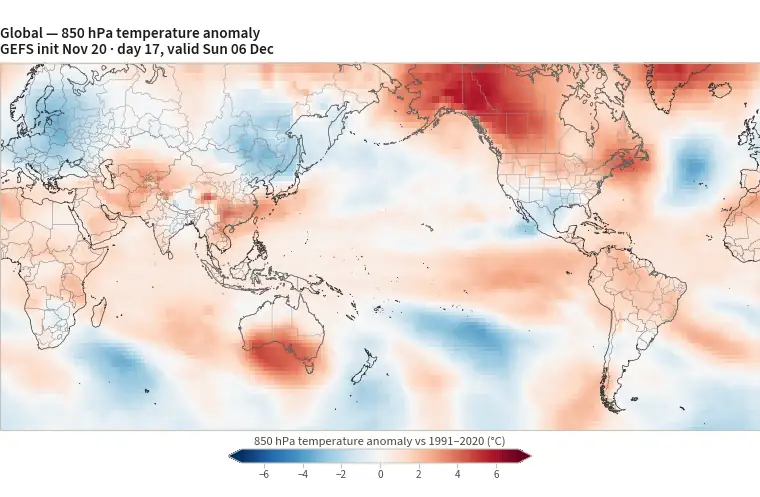 Global — 850 hPa temperature anomaly
GEFS init Nov 20 · day 17, valid Sun 06 Dec
850 hPa temperature anomaly vs 1991–2020 (°C)
−6 −4 −2 0 2 4 6